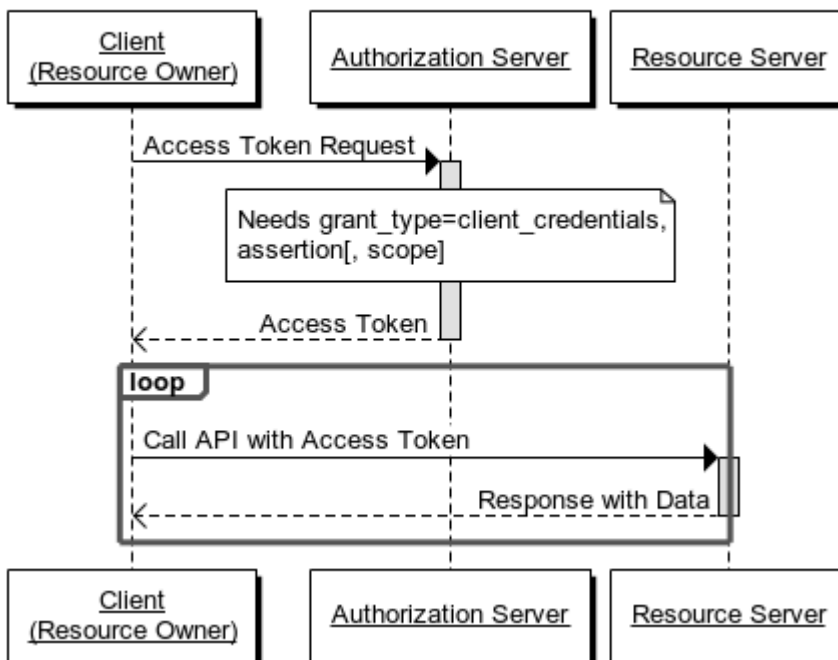 Client
(Resource Owner)
Authorization Server
Resource Server
Access Token Request
Needs grant_type=client_credentials,
assertion[, scope]
Access Token
loop
Call API with Access Token
Response with Data
Client
(Resource Owner)
Authorization Server
Resource Server